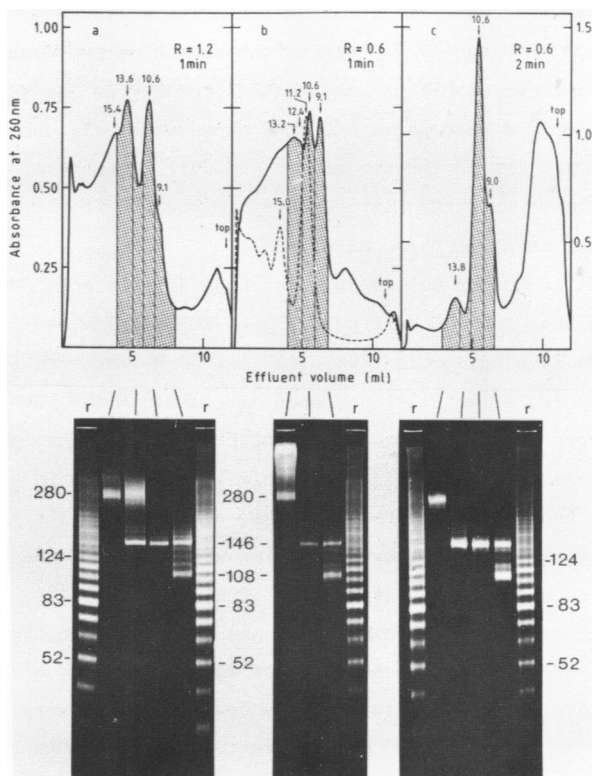 a
b
c
R = 1.2
1min
R = 0.6
1min
R = 0.6
2 min
1.00
0.75
0.50
0.25
Absorbance at 260nm
15.4
13.6
10.6
9.1
top
13.2
12.4
11.2
10.6
9.1
15.0
top
13.8
10.6
9.0
top
1.5
1.0
0.5
5
10
5
10
5
10
Effluent volume (ml)
r
r
r
r
r
280-
124
83
52
280-
-146
-108
-83
-52
-124
-83
-52